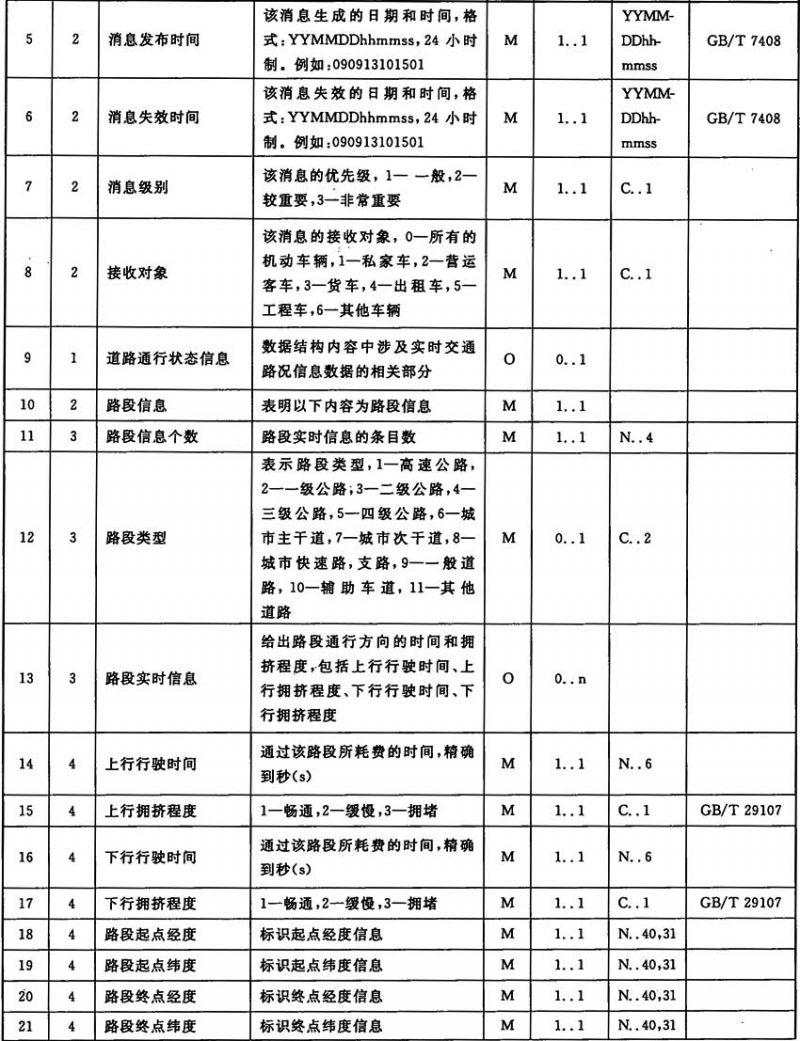 5 2 消息发布时间 该消息生成的日期和时间,格 M 1..1 YYMM- GB/T 7408
式:YYMMDDhhmmss,24 小时 DDhh-
制。例如:090913101501 mmss
6 2 消息失效时间 该消息失效的日期和时间,格 M 1..1 YYMM- GB/T 7408
式:YYMMDDhhmmss,24 小时 DDhh-
制。例如:090913101501 mmss
7 2 消息级别 该消息的优先级,1— 一般,2— M 1..1 C..1
较重要,3—非常重要
8 2 接收对象 该消息的接收对象,0—所有的 M 1..1 C..1
机动车辆,1—私家车,2—营运
客车,3—货车,4—出租车,5—
工程车,6—其他车辆
9 1 道路通行状态信息 数据结构内容中涉及实时交通 O 0..1
路况信息数据的相关部分
10 2 路段信息 表明以下内容为路段信息 M 1..1
11 3 路段信息个数 路段实时信息的条目数 M 1..1 N..4
12 3 路段类型 表示路段类型,1—高速公路, M 0..1 C..2
2—一级公路;3—二级公路,4—
三级公路,5—四级公路,6—城
市主干道,7—城市次干道,8—
城市快速路,支路,9—一般道
路,10—辅助车道,11—其他
道路
13 3 路段实时信息 给出路段通行方向的时间和拥 O 0..n
挤程度,包括上行行驶时间、上
行拥挤程度、下行行驶时间、下
行拥挤程度
14 4 上行行驶时间 通过该路段所耗费的时间,精确 M 1..1 N..6
到秒(s)
15 4 上行拥挤程度 1—畅通,2—缓慢,3—拥堵 M 1..1 C..1 GB/T 29107
16 4 下行行驶时间 通过该路段所耗费的时间,精确 M 1..1 N..6
到秒(s)
17 4 下行拥挤程度 1—畅通,2—缓慢,3—拥堵 M 1..1 C..1 GB/T 29107
18 4 路段起点经度 标识起点经度信息 M 1..1 N..40,31
19 4 路段起点纬度 标识起点纬度信息 M 1..1 N..40,31
20 4 路段终点经度 标识终点经度信息 M 1..1 N..40,31
21 4 路段终点纬度 标识终点纬度信息 M 1..1 N..40,31